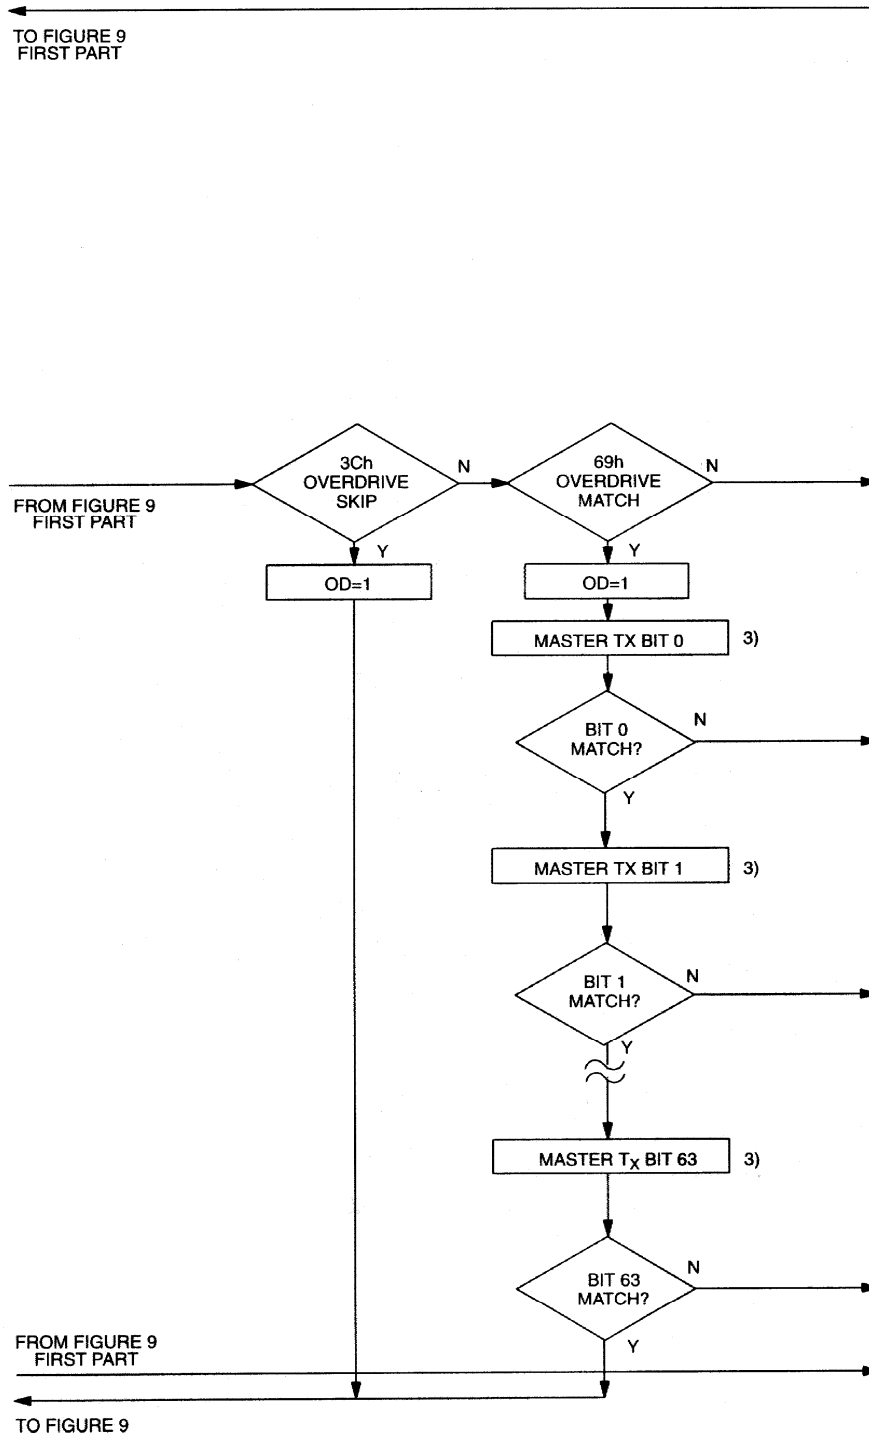 TO FIGURE 9
FIRST PART
3Ch
OVERDRIVE
SKIP
N
69h
OVERDRIVE
MATCH
N
FROM FIGURE 9
FIRST PART
Y
Y
OD=1
OD=1
MASTER TX BIT 0
3)
BIT 0
MATCH?
N
Y
MASTER TX BIT 1
3)
BIT 1
MATCH?
N
Y
MASTER TX BIT 63
3)
BIT 63
MATCH?
N
Y
FROM FIGURE 9
FIRST PART
TO FIGURE 9